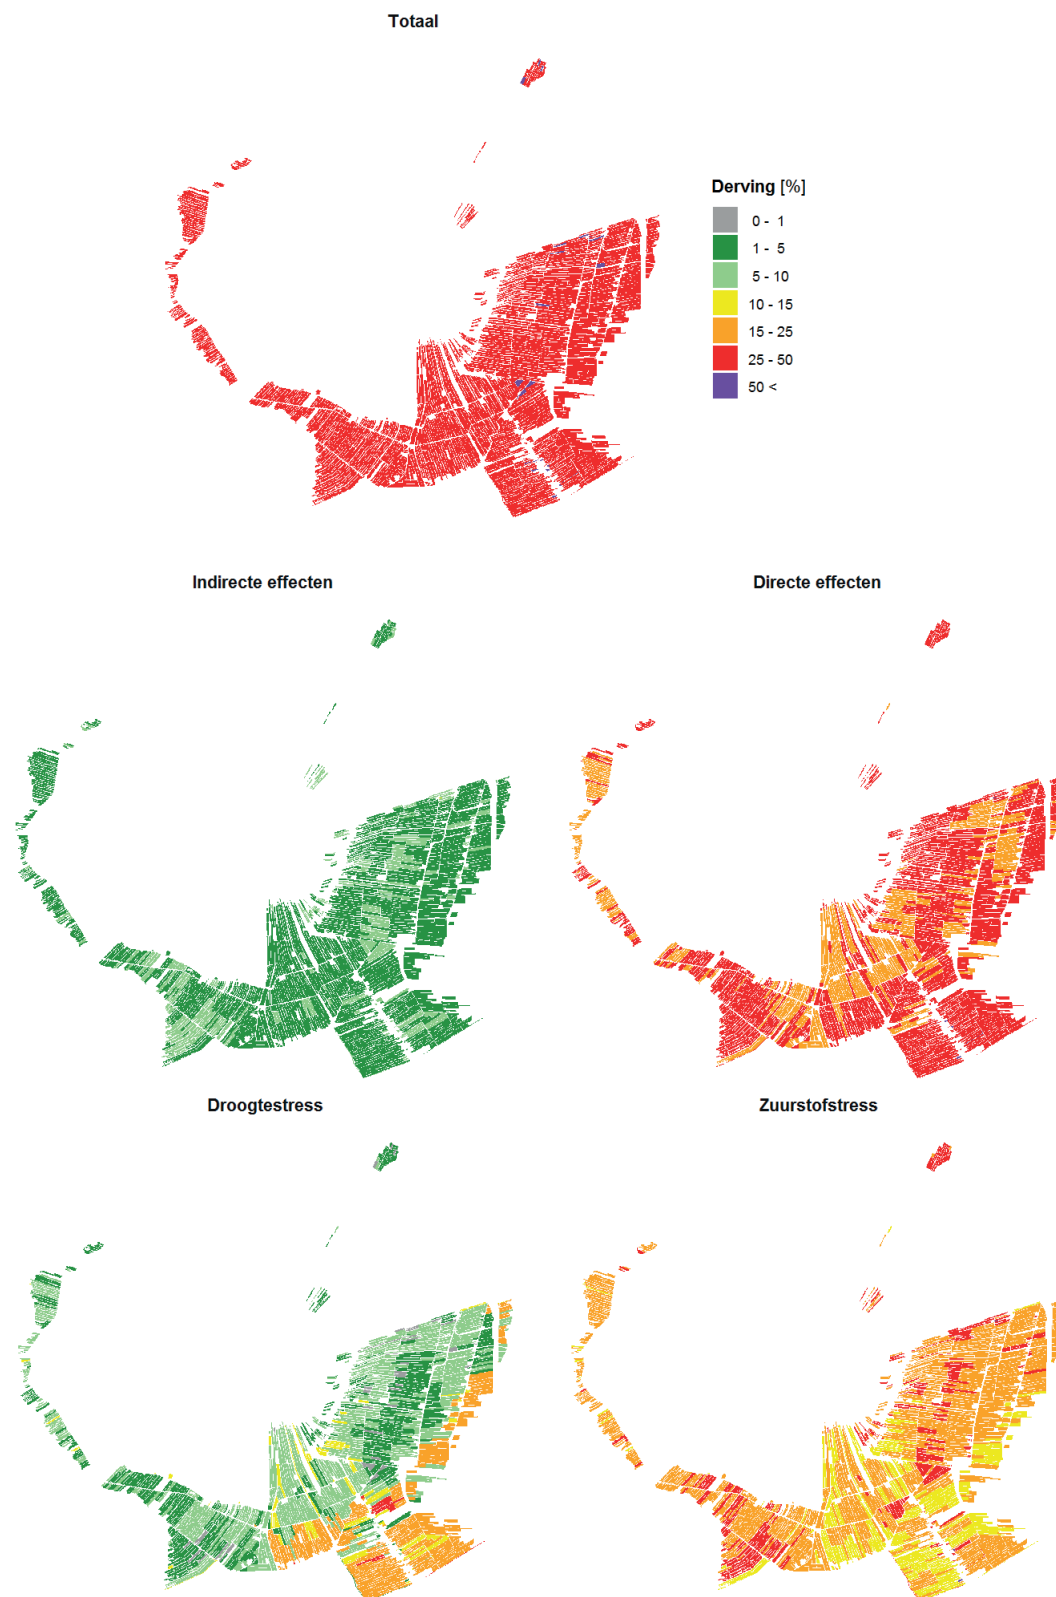 Totaal
Derving [%]
0 - 1
1 - 5
5 - 10
10 - 15
15 - 25
25 - 50
50 <
Indirecte effecten
Directe effecten
Droogtestress
Zuurstofstress